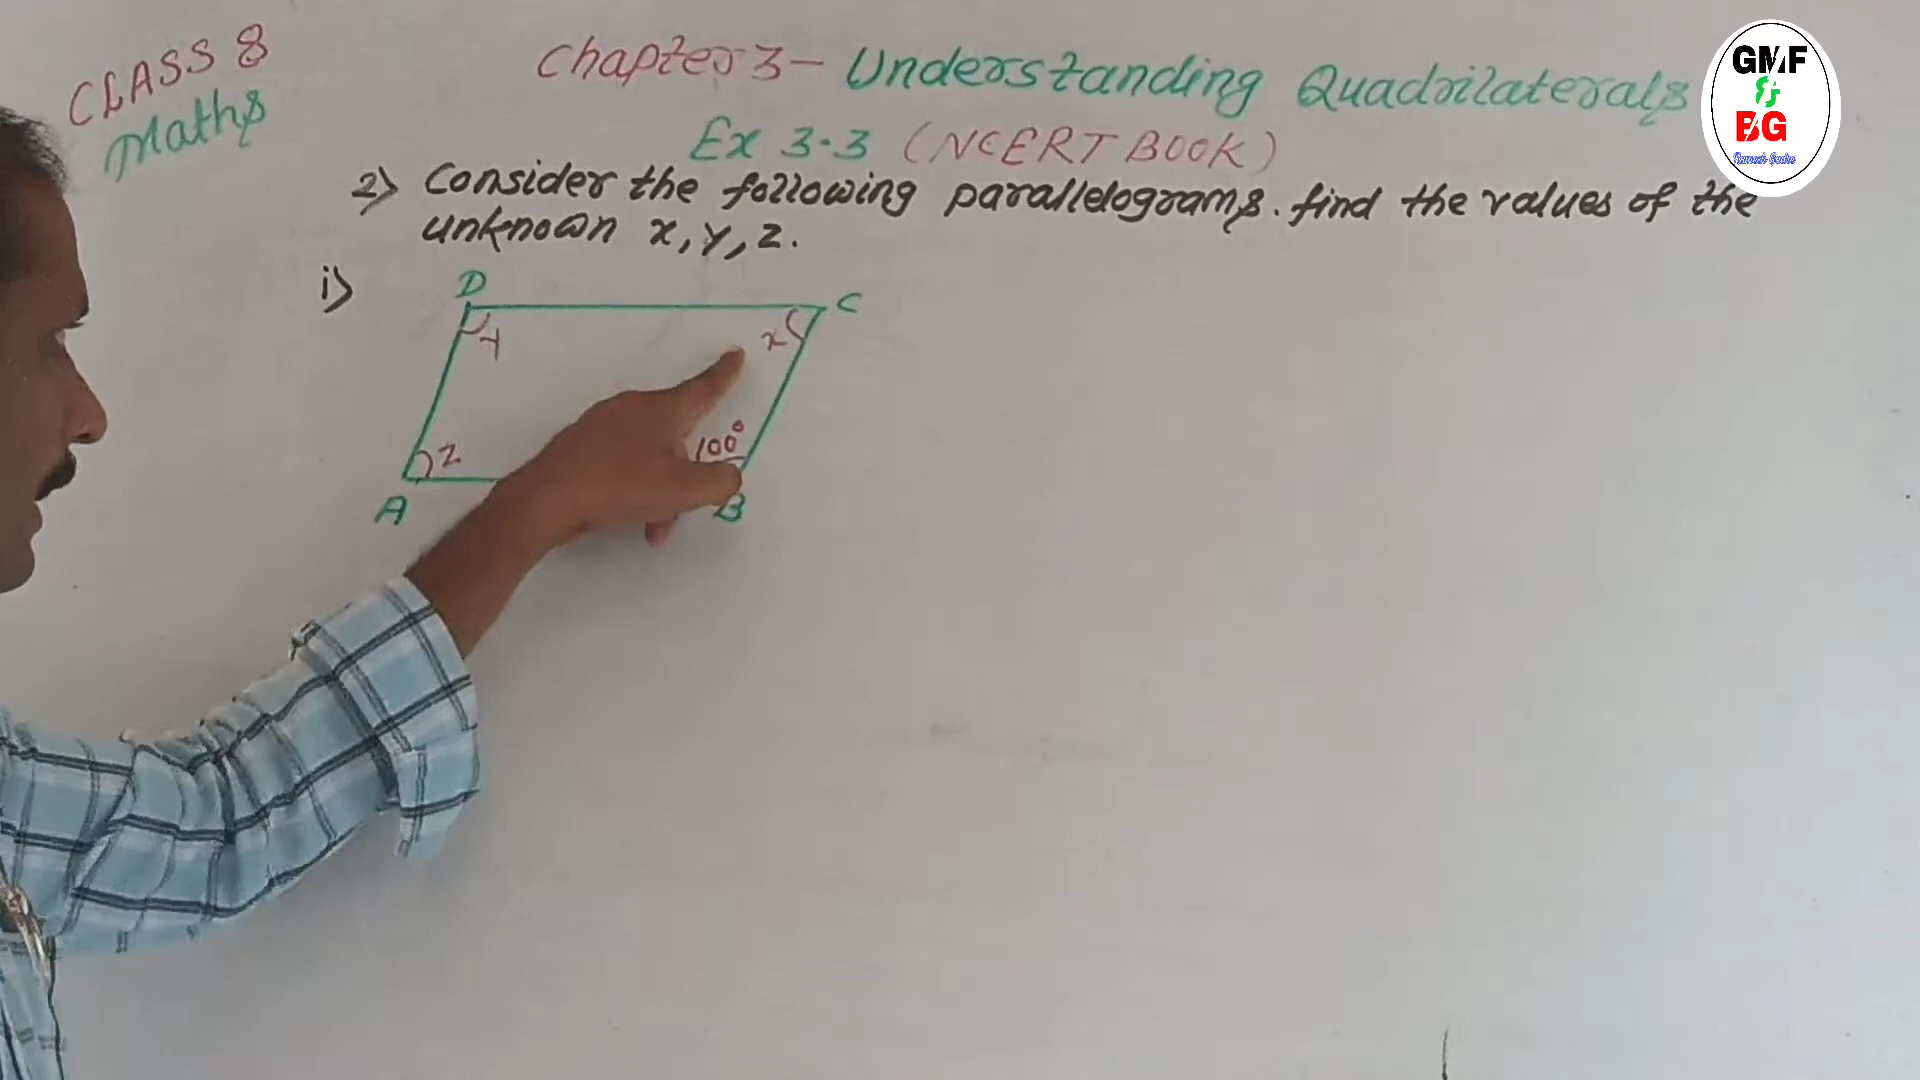 CLASS 8
Maths
Chapter 3 - Understanding Quadrilaterals
Ex 3.3 (NCERT BOOK)
2) Consider the following parallelograms. find the values of the
unknown x, y, z.
i)
D
C
y
x
100°
z
A
B
GMF
&
BG